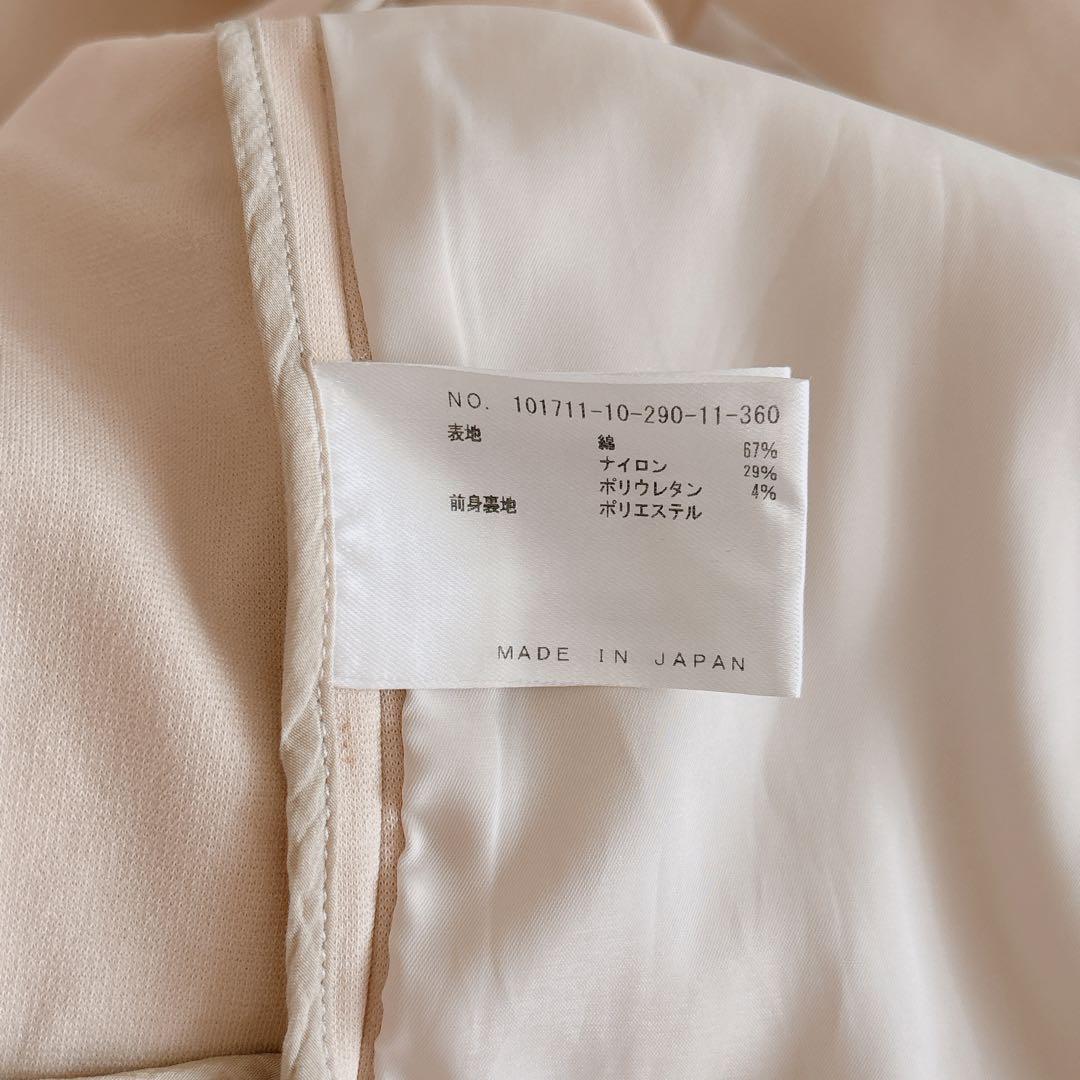 NO. 101711-10-290-11-360
表地 綿 67%
ナイロン 29%
ポリウレタン 4%
前身裏地 ポリエステル
MADE IN JAPAN